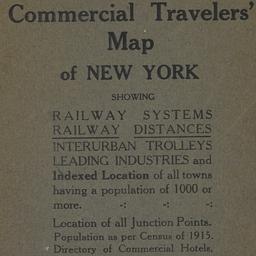 Commercial Travelers'
Map
of NEW YORK
SHOWING
RAILWAY SYSTEMS
RAILWAY DISTANCES
INTERURBAN TROLLEYS
LEADING INDUSTRIES and
Indexed Location of all towns
having a population of 1000 or
more. -: -: -:
Location of all Junction Points.
Population as per Census of 1915.
Directory of Commercial Hotels,